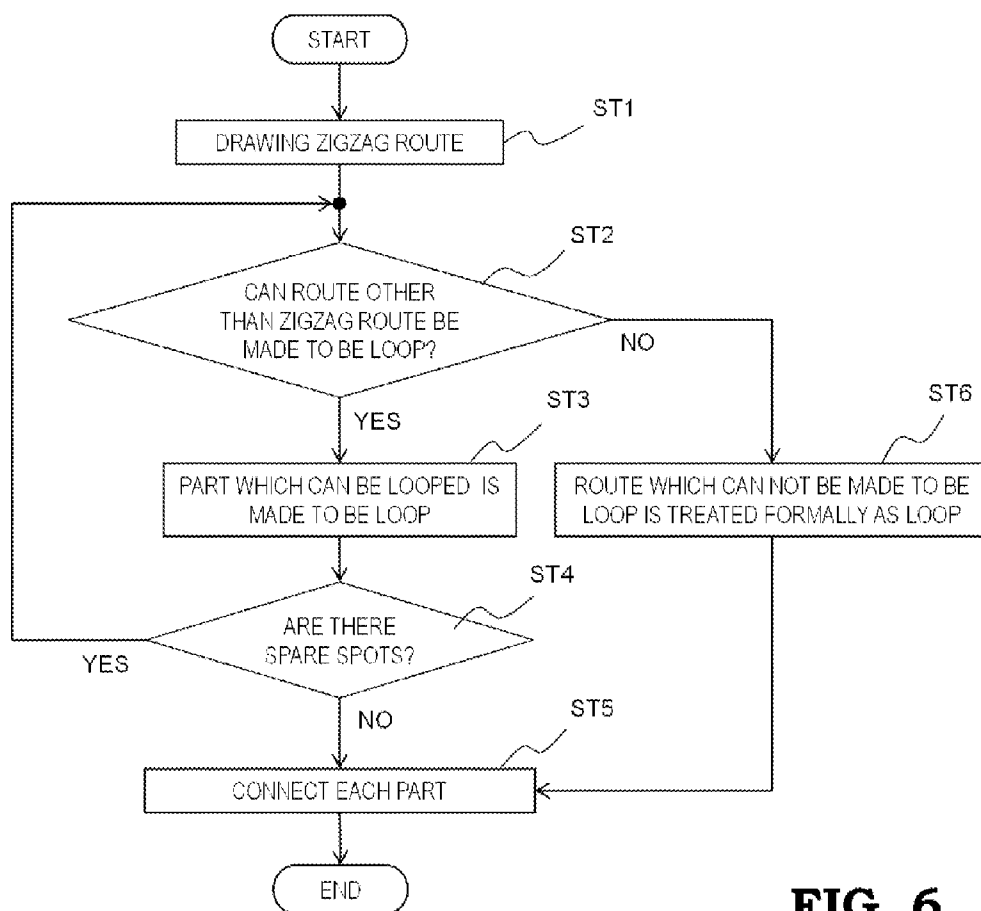 START
DRAWING ZIGZAG ROUTE
ST1
CAN ROUTE OTHER
THAN ZIGZAG ROUTE BE
MADE TO BE LOOP?
ST2
NO
YES
ST3
PART WHICH CAN BE LOOPED IS
MADE TO BE LOOP
ST6
ROUTE WHICH CAN NOT BE MADE TO BE
LOOP IS TREATED FORMALLY AS LOOP
ST4
ARE THERE
SPARE SPOTS?
YES
NO
ST5
CONNECT EACH PART
END
FIG. 6